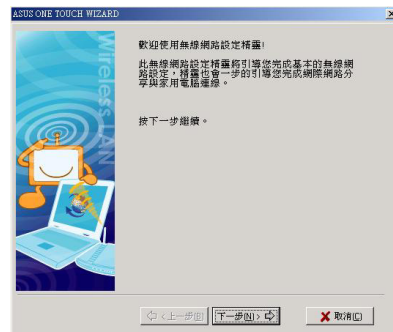 ASUS ONE TOUCH WIZARD
Wireless LAN
歡迎使用無線網路設定精靈!
此無線網路設定精靈將引導您完成基本的無線網
路設定，精靈也會一步的引導您完成網際網路分
享與家用電腦連線。
按下一步繼續。
<上一步(B)
下一步(N)>
取消(C)